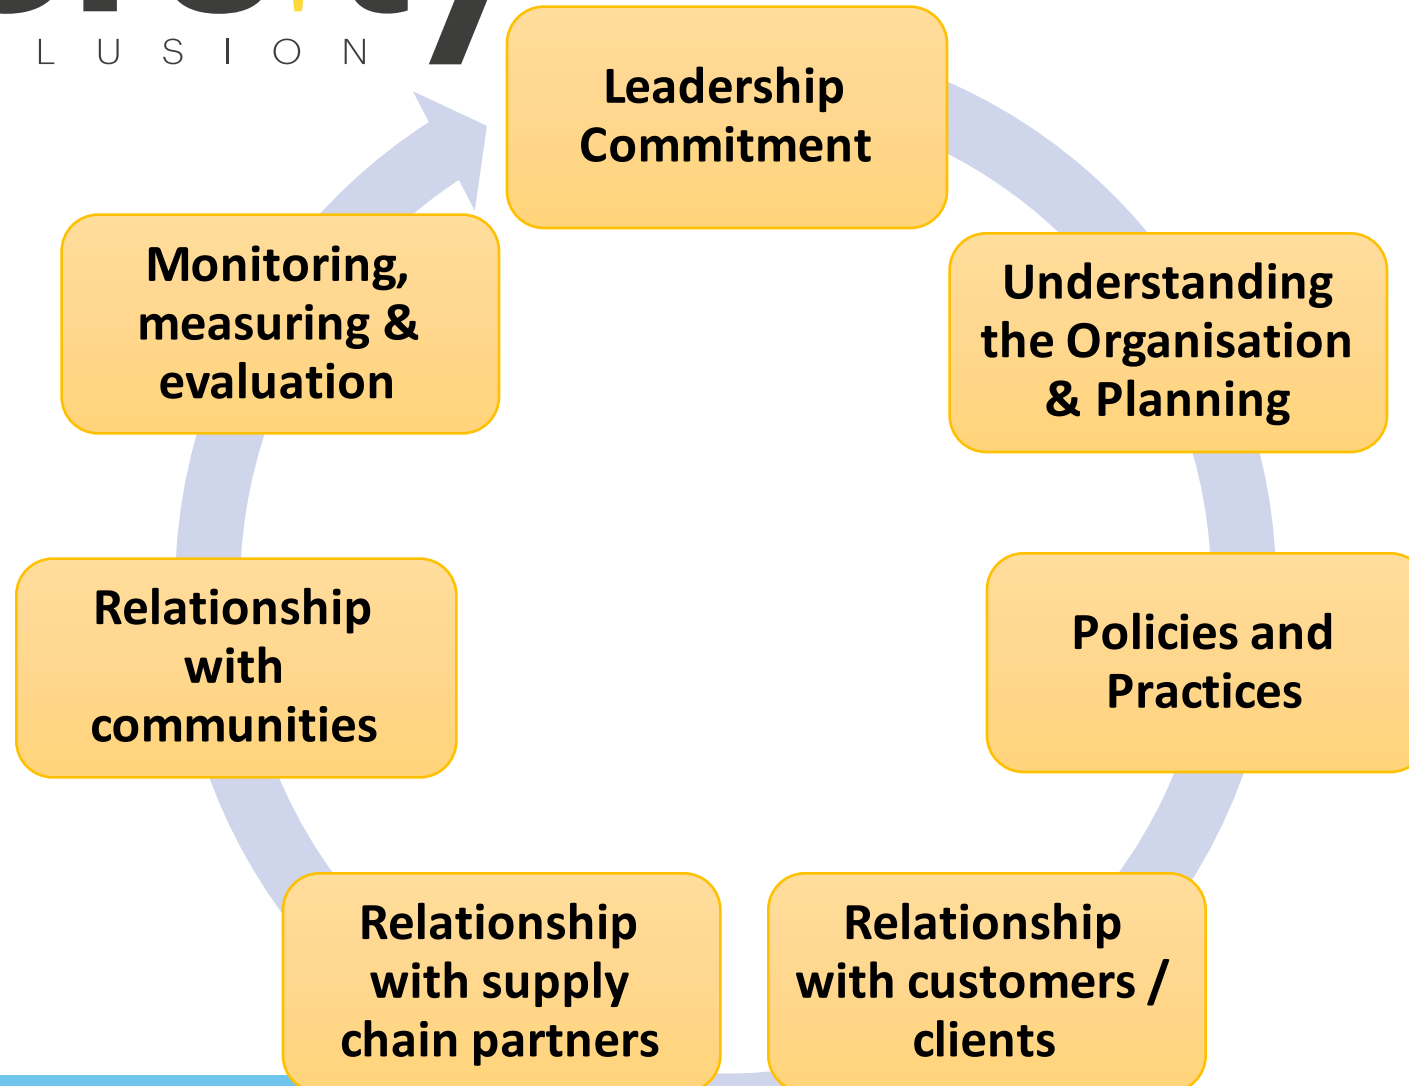 L U S I O N
Leadership
Commitment
Understanding
the Organisation
& Planning
Policies and
Practices
Relationship
with customers /
clients
Relationship
with supply
chain partners
Relationship
with
communities
Monitoring,
measuring &
evaluation